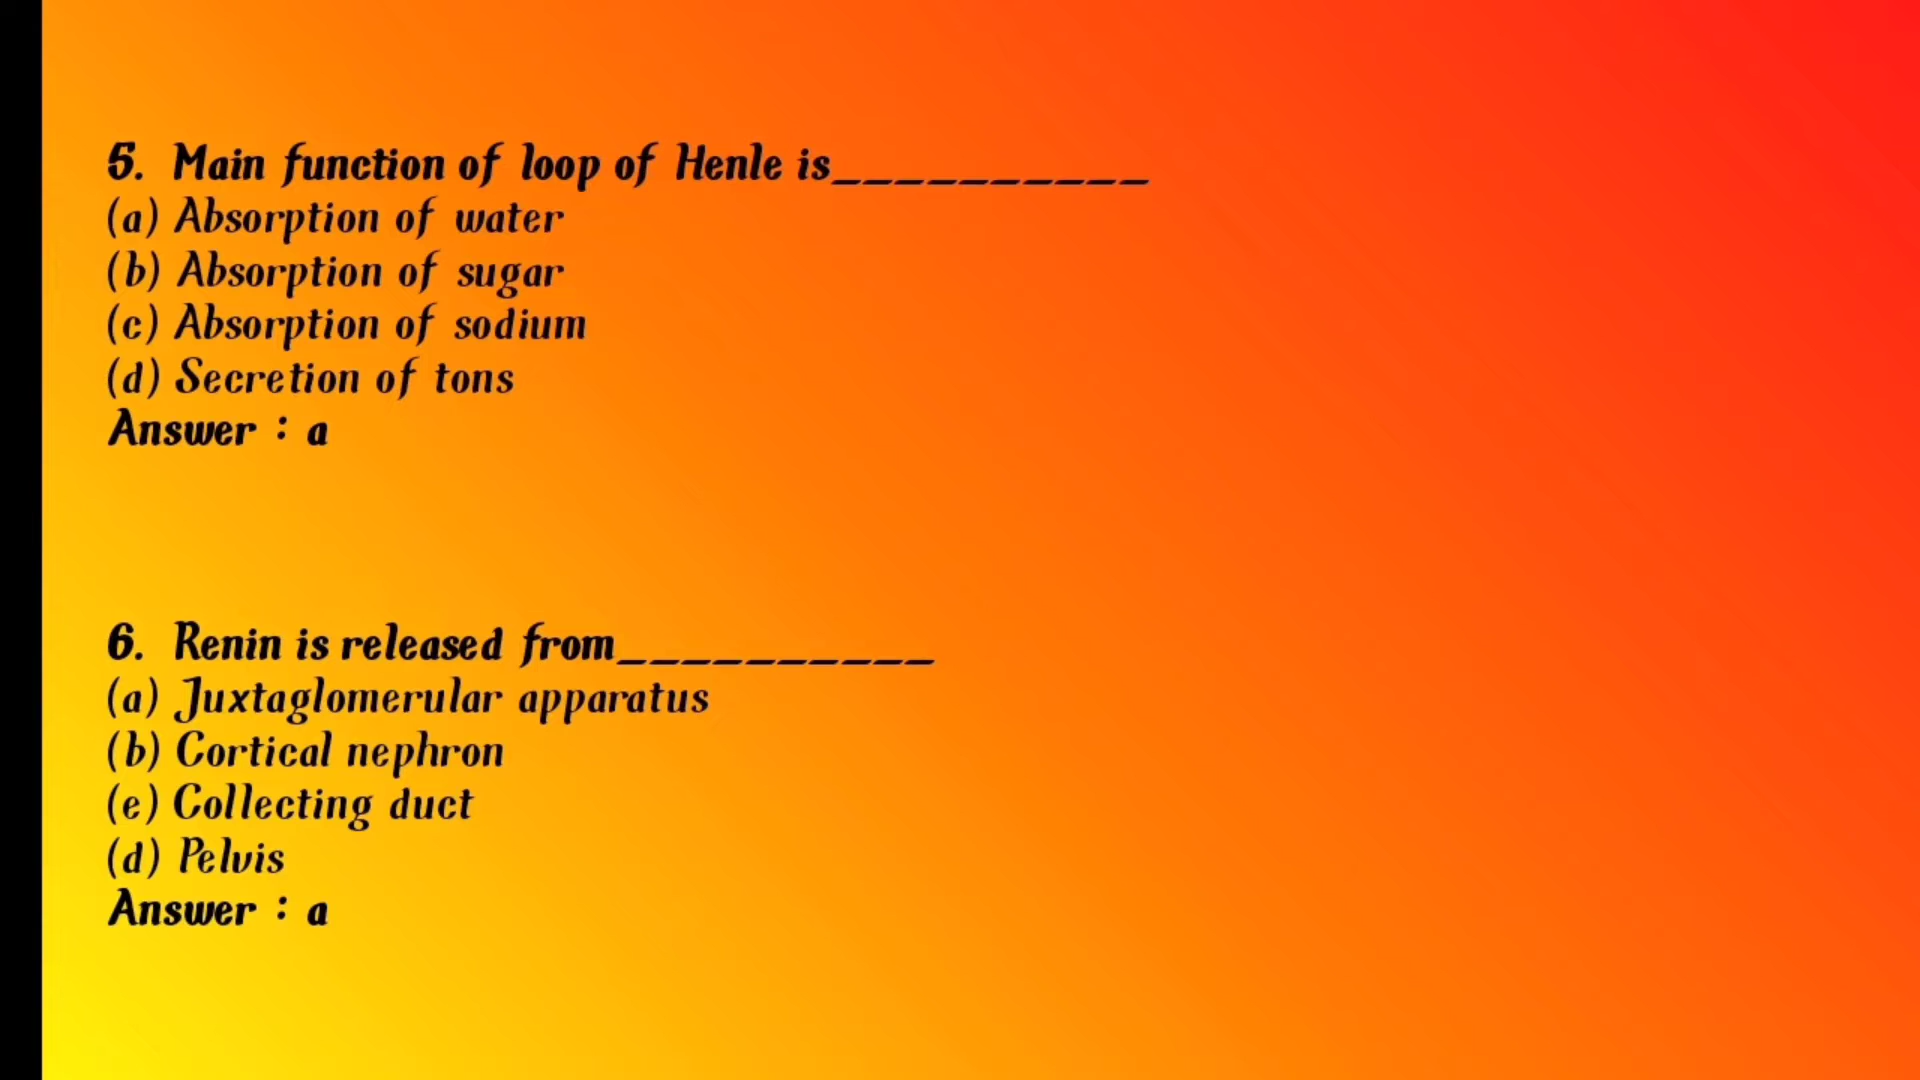 5. Main function of loop of Henle is__________
(a) Absorption of water
(b) Absorption of sugar
(c) Absorption of sodium
(d) Secretion of tons
Answer : a
6. Renin is released from__________
(a) Juxtaglomerular apparatus
(b) Cortical nephron
(e) Collecting duct
(d) Pelvis
Answer : a